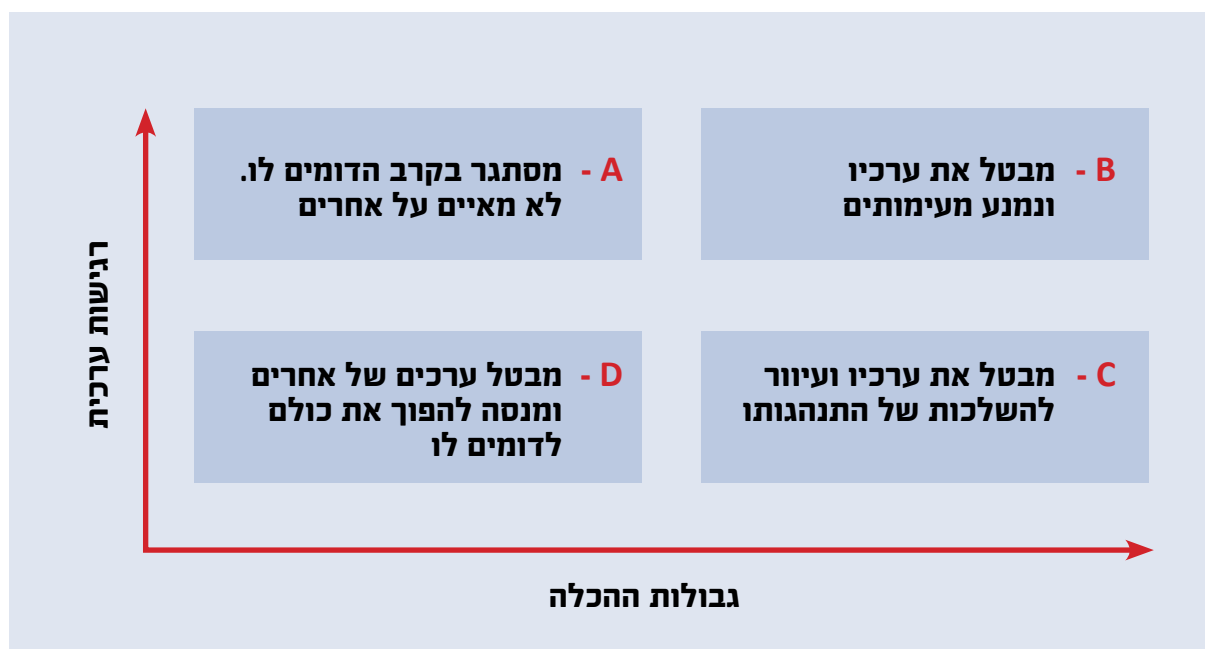 A - מסתגר בקרב הדומים לו.
לא מאיים על אחרים
B - מבטל את ערכיו
ונמנע מעימותים
רגישות ערכית
D - מבטל ערכים של אחרים
ומנסה להפוך את כולם
לדומים לו
C - מבטל את ערכיו ועיוור
להשלכות של התנהגותו
גבולות ההכלה